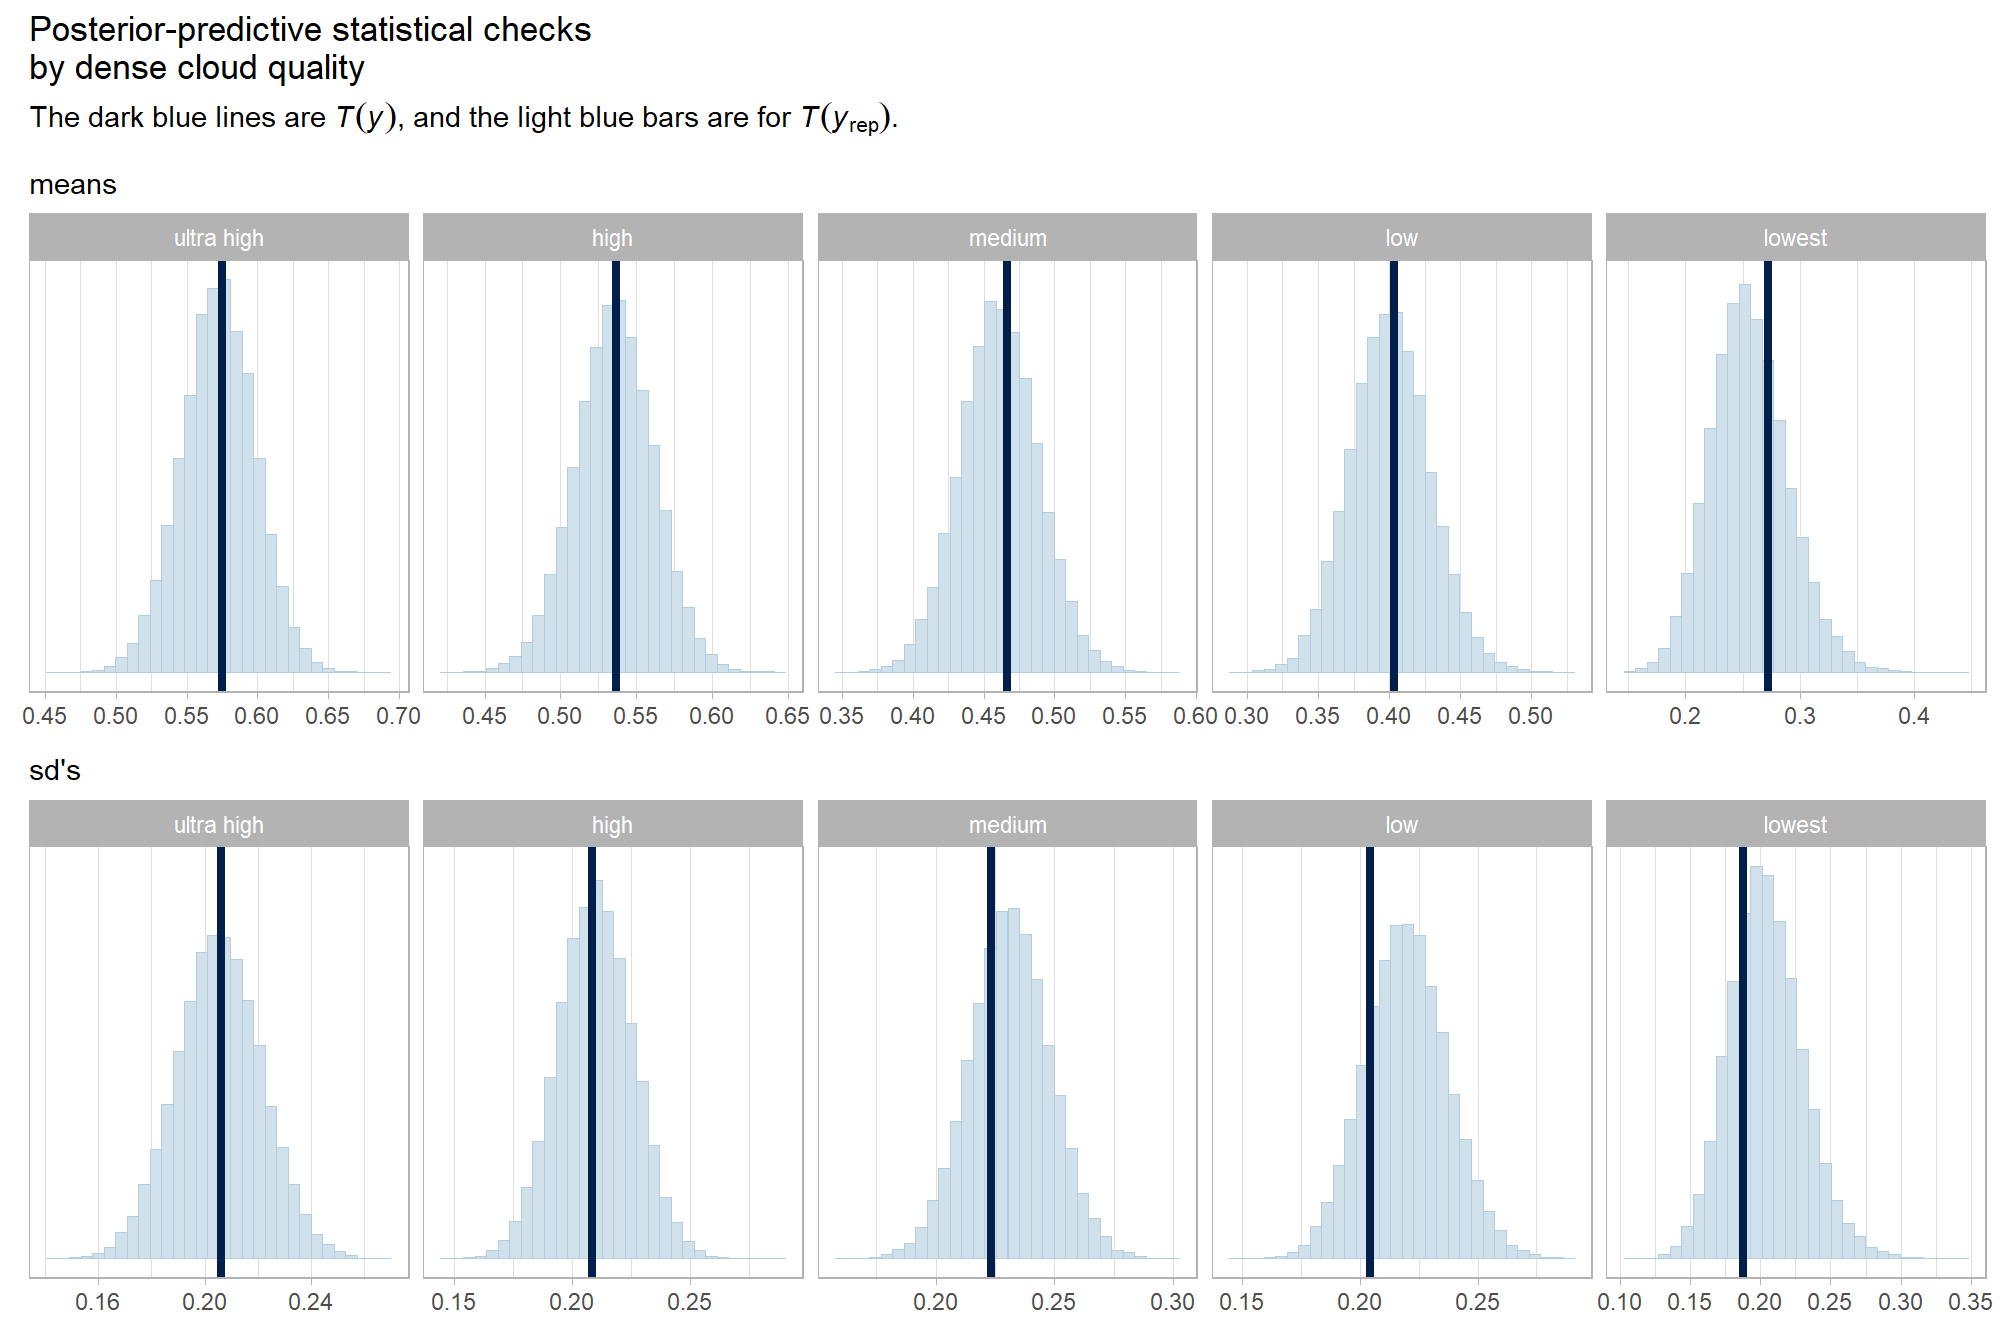 Posterior-predictive statistical checks
by dense cloud quality
The dark blue lines are T(y), and the light blue bars are for T(yrep).
means
ultra high high medium low lowest
0.45 0.50 0.55 0.60 0.65 0.70 0.45 0.50 0.55 0.60 0.65 0.35 0.40 0.45 0.50 0.55 0.60 0.30 0.35 0.40 0.45 0.50 0.2 0.3 0.4
sd's
ultra high high medium low lowest
0.16 0.20 0.24 0.15 0.20 0.25 0.20 0.25 0.30 0.15 0.20 0.25 0.10 0.15 0.20 0.25 0.30 0.35